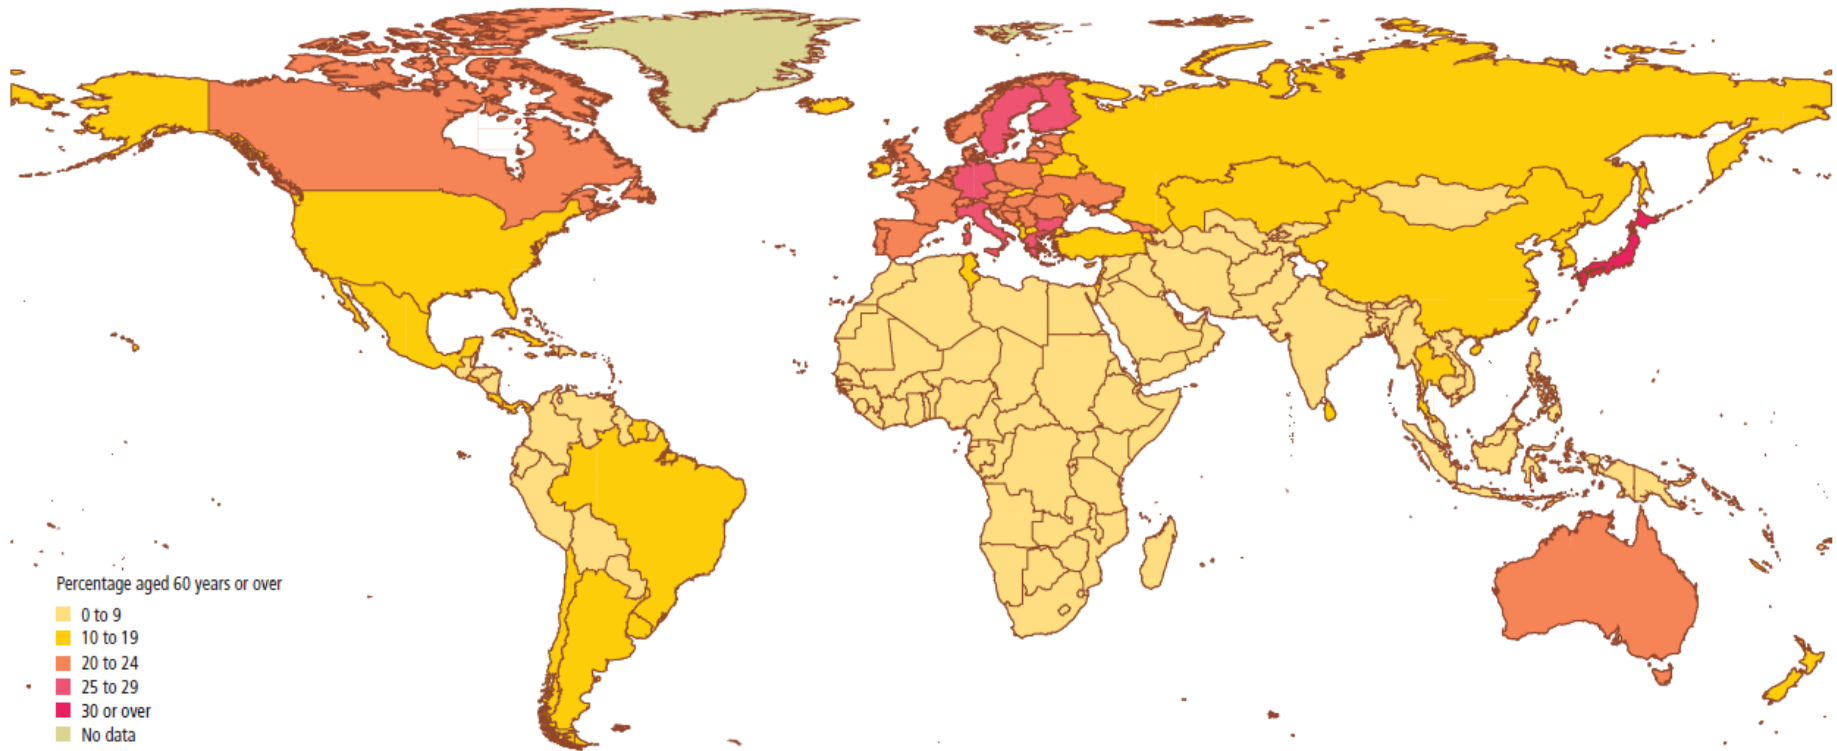 Percentage aged 60 years or over
0 to 9
10 to 19
20 to 24
25 to 29
30 or over
No data